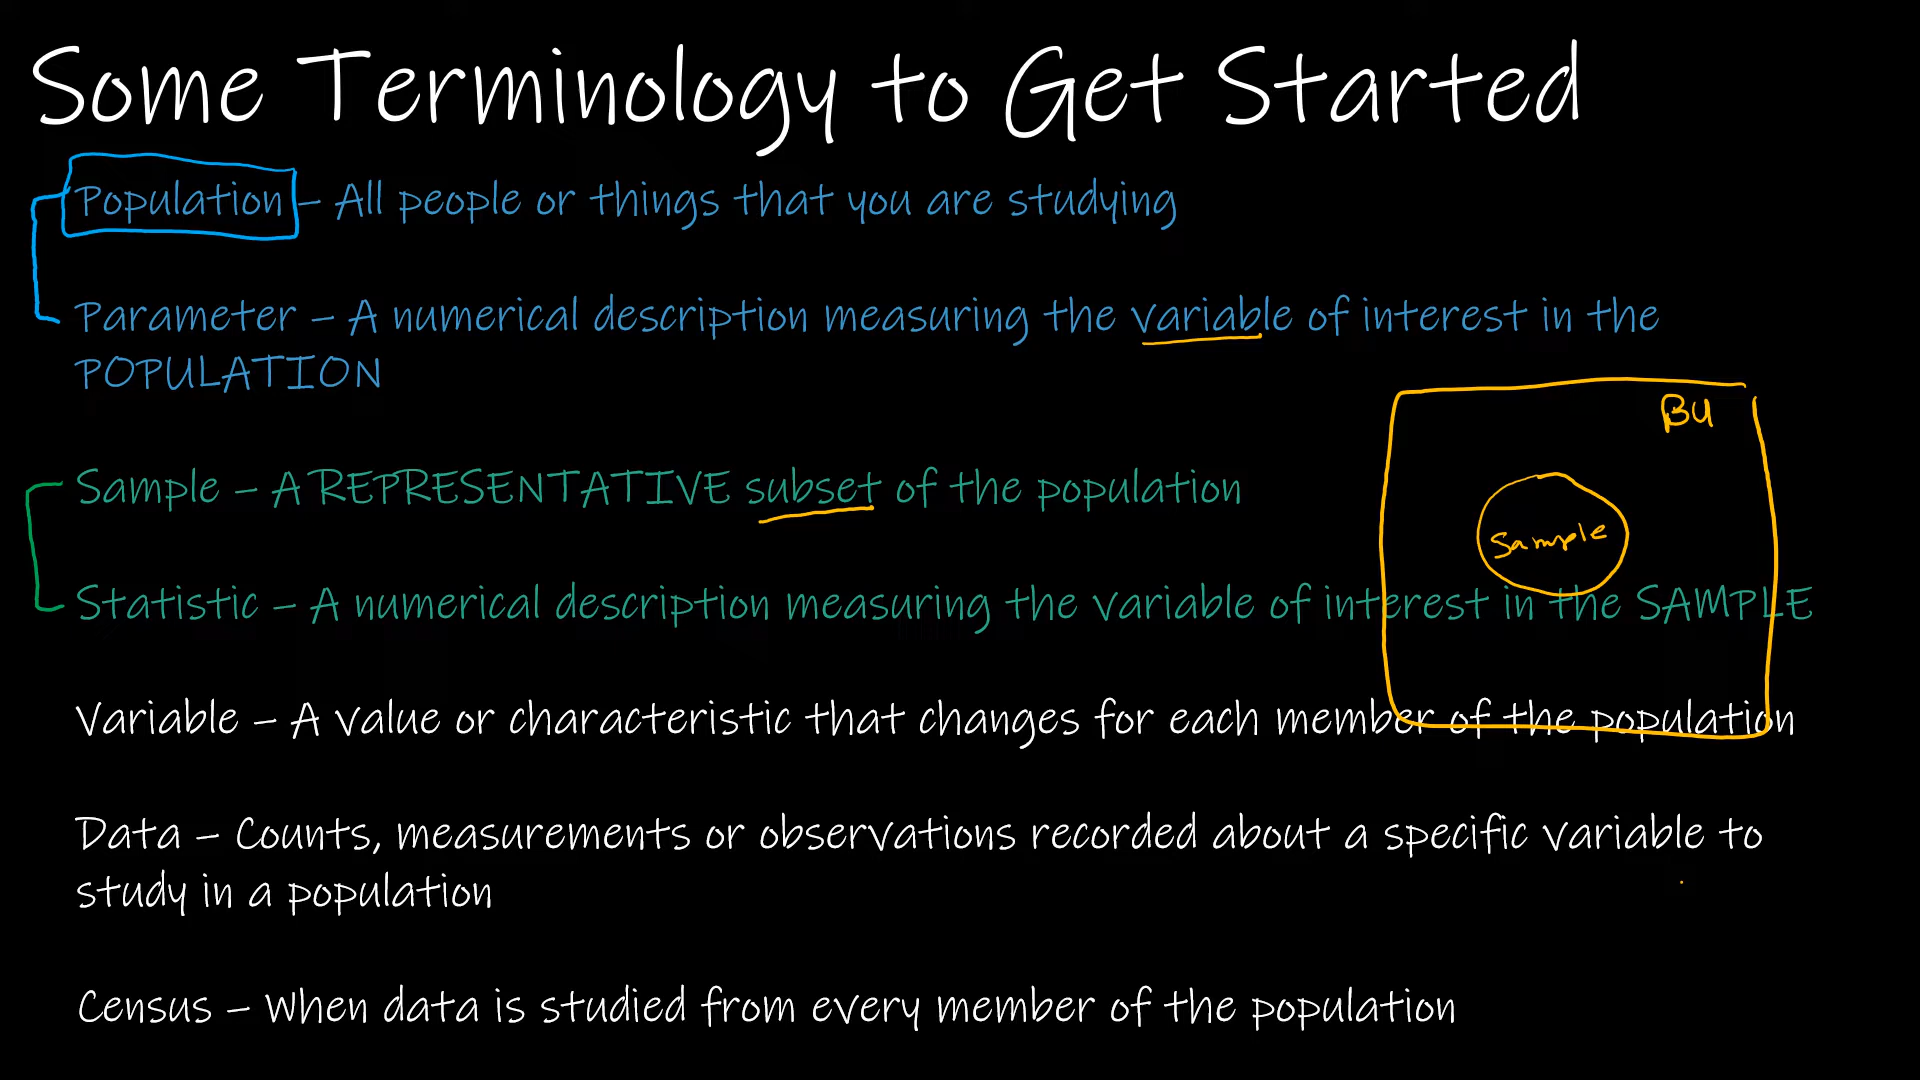 Some Terminology to Get Started
Population – All people or things that you are studying
Parameter – A numerical description measuring the variable of interest in the
POPULATION
BU
Sample – A REPRESENTATIVE subset of the population
Sample
Statistic – A numerical description measuring the variable of interest in the SAMPLE
Variable – A value or characteristic that changes for each member of the population
Data – Counts, measurements or observations recorded about a specific variable to
study in a population
Census – When data is studied from every member of the population